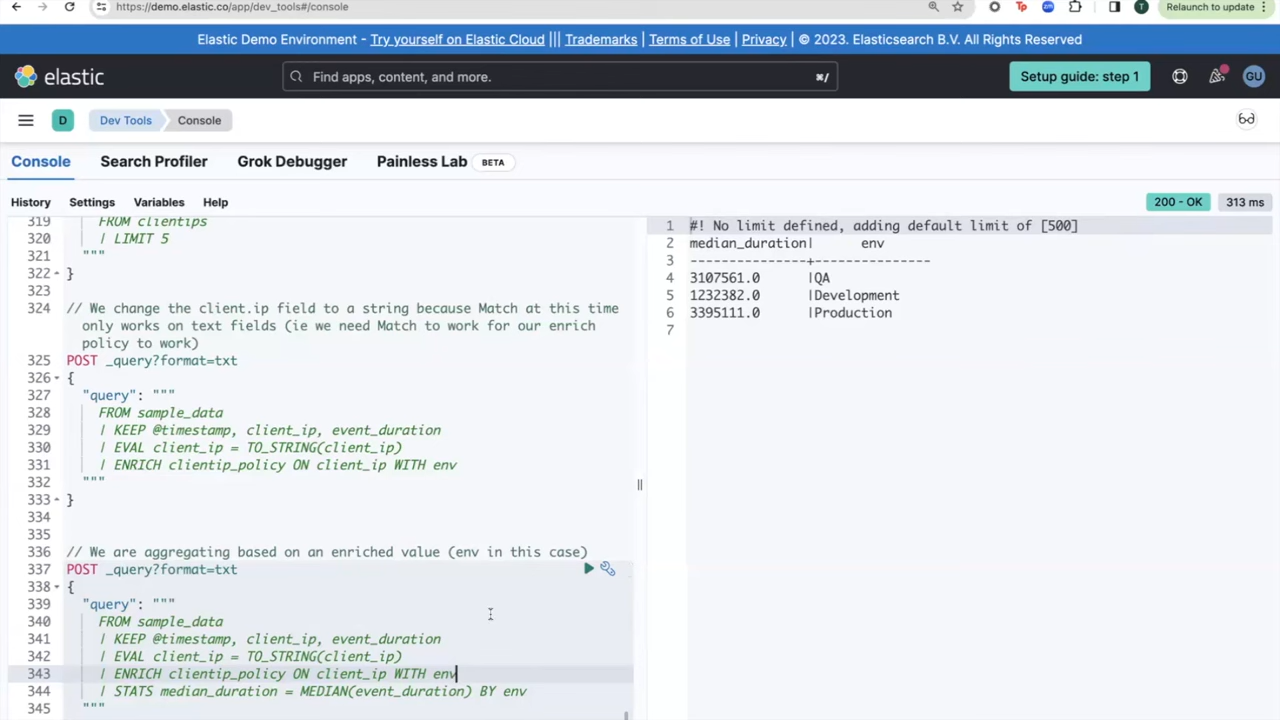 https://demo.elastic.co/app/dev_tools#/console
Relaunch to update
Elastic Demo Environment - Try yourself on Elastic Cloud ||| Trademarks | Terms of Use | Privacy | © 2023. Elasticsearch B.V. All Rights Reserved
elastic
Find apps, content, and more.
⌘/
Setup guide: step 1
GU
D
Dev Tools
Console
Console
Search Profiler
Grok Debugger
Painless Lab
BETA
History
Settings
Variables
Help
200 - OK
313 ms
319 FROM clientips
320 | LIMIT 5
321 """
322 }
323
324 // We change the client.ip field to a string because Match at this time
only works on text fields (ie we need Match to work for our enrich
policy to work)
325 POST _query?format=txt
326 {
327 "query": """
328 FROM sample_data
329 | KEEP @timestamp, client_ip, event_duration
330 | EVAL client_ip = TO_STRING(client_ip)
331 | ENRICH clientip_policy ON client_ip WITH env
332 """
333 }
334
335
336 // We are aggregating based on an enriched value (env in this case)
337 POST _query?format=txt
338 {
339 "query": """
340 FROM sample_data
341 | KEEP @timestamp, client_ip, event_duration
342 | EVAL client_ip = TO_STRING(client_ip)
343 | ENRICH clientip_policy ON client_ip WITH env
344 | STATS median_duration = MEDIAN(event_duration) BY env
345 """
1 #! No limit defined, adding default limit of [500]
2 median_duration| env
3 ---------------+---------------
4 3107561.0 |QA
5 1232382.0 |Development
6 3395111.0 |Production
7